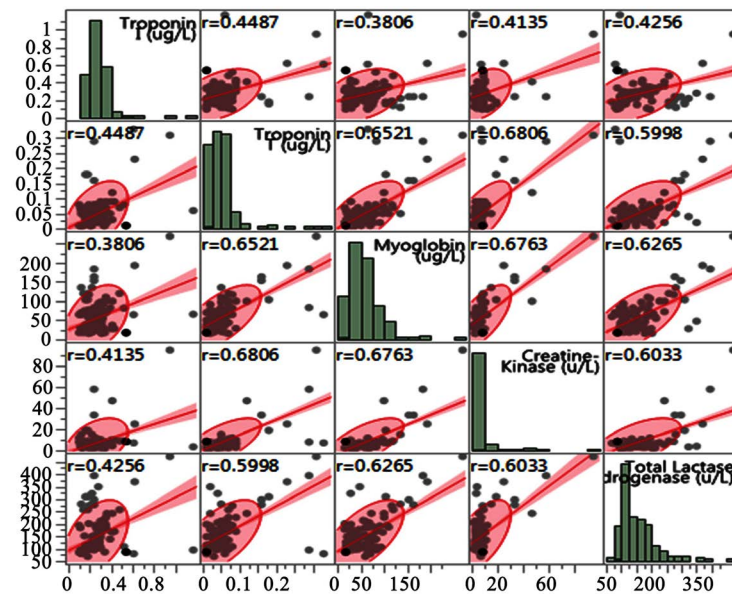 Troponin
I (ug/L)
r=0.4487
r=0.3806
r=0.4135
r=0.4256
1
0.8
0.6
0.4
0.2
0
r=0.4487
Troponin
T (ug/L)
r=0.6521
r=0.6806
r=0.5998
0.3
0.25
0.2
0.15
0.1
0.05
0
r=0.3806
r=0.6521
Myoglobin
(ug/L)
r=0.6763
r=0.6265
200
150
100
50
0
r=0.4135
r=0.6806
r=0.6763
Creatine-
Kinase (u/L)
r=0.6033
80
60
40
20
0
r=0.4256
r=0.5998
r=0.6265
r=0.6033
Total Lactase
drogenase (u/L)
400
350
300
250
200
150
100
50
0 0.4 0.8 0 0.1 0.2 0 50 150 0 20 60 50 200 350